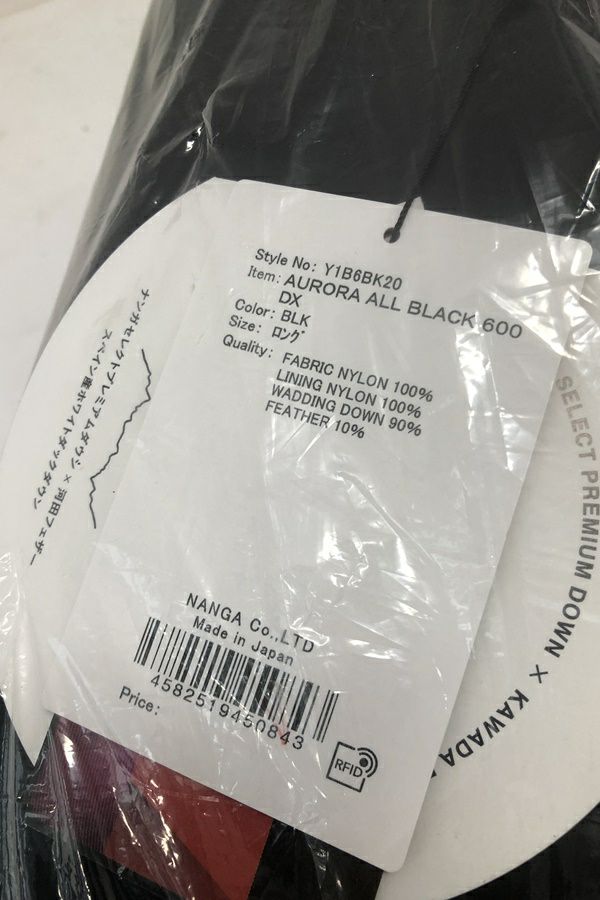 Style No: Y1B6BK20
Item: AURORA ALL BLACK 600
DX
Color: BLK
Size: ﾛﾝｸﾞ
Quality: FABRIC NYLON 100%
LINING NYLON 100%
WADDING DOWN 90%
FEATHER 10%
NANGA Co.,LTD
Made in Japan
4582519450843
Price:
RFID
ナンガセレクトプレミアムダウン × 河田フェザー
スペイン産ホワイトダックダウン
SELECT PREMIUM DOWN × KAWADA